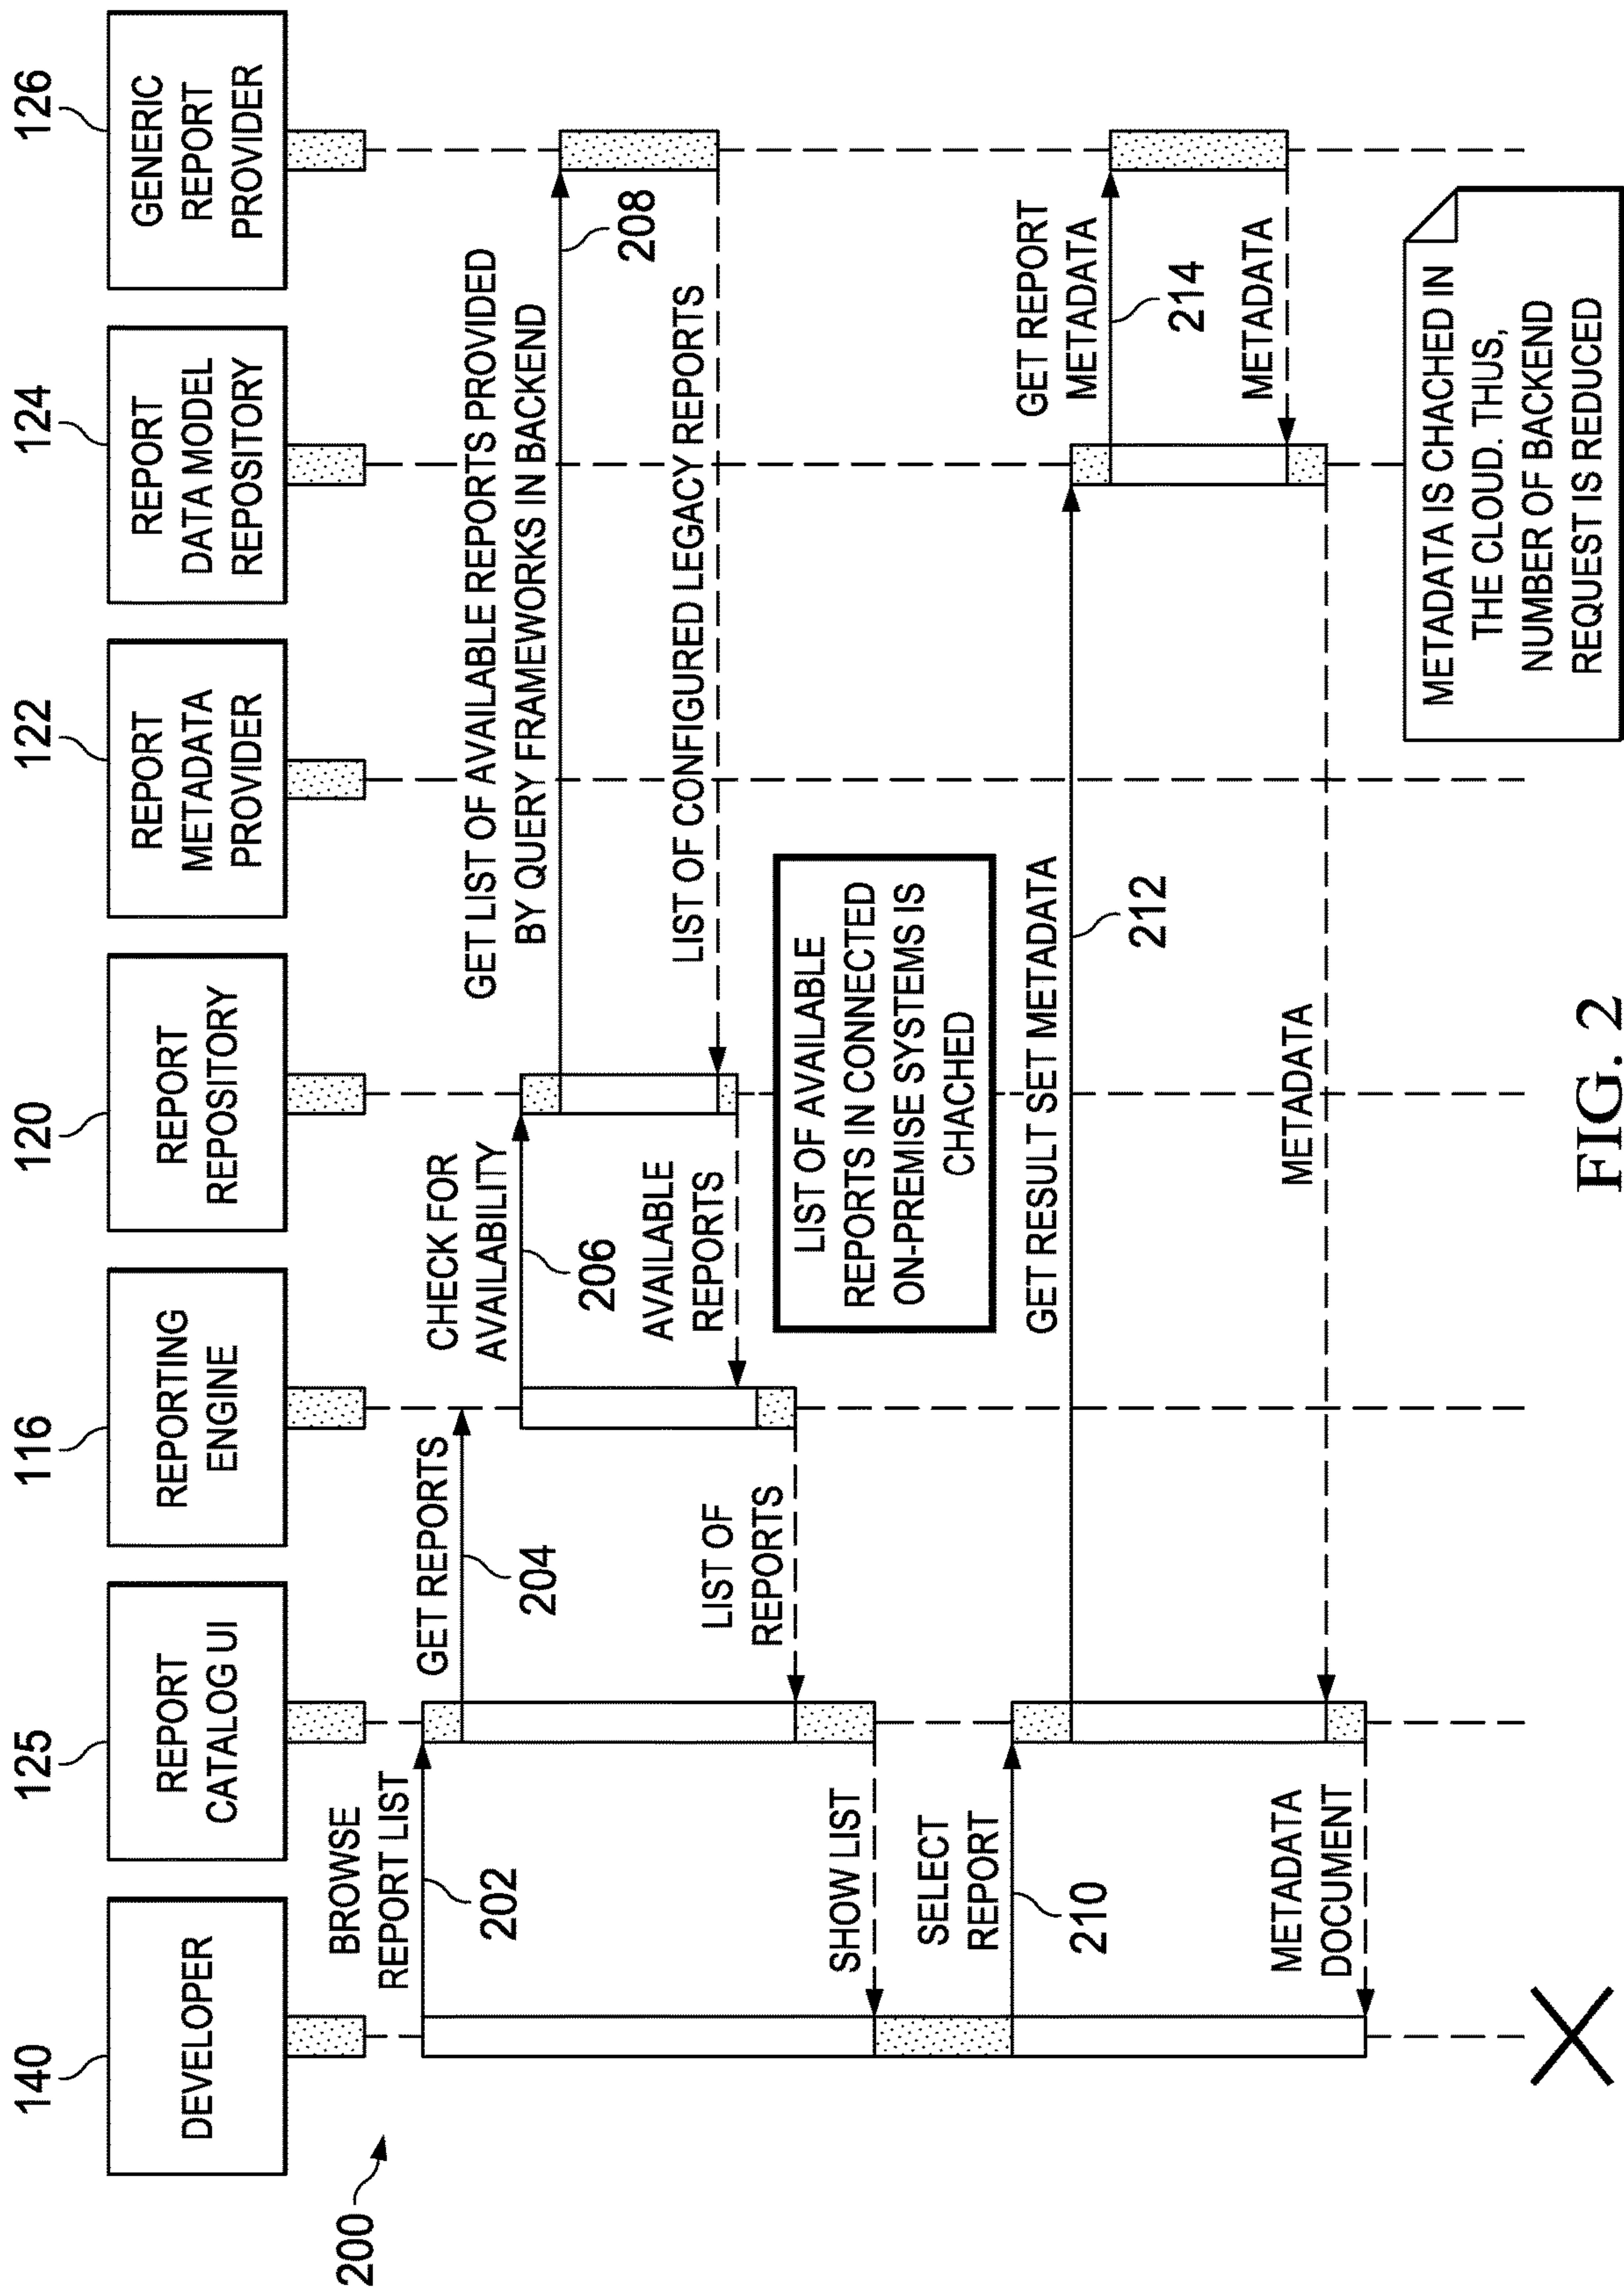 140
125
116
120
122
124
126
DEVELOPER
REPORT
CATALOG UI
REPORTING
ENGINE
REPORT
REPOSITORY
REPORT
METADATA
PROVIDER
REPORT
DATA MODEL
REPOSITORY
GENERIC
REPORT
PROVIDER
200
BROWSE
REPORT LIST
202
GET REPORTS
204
CHECK FOR
AVAILABILITY
206
GET LIST OF AVAILABLE REPORTS PROVIDED
BY QUERY FRAMEWORKS IN BACKEND
208
LIST OF CONFIGURED LEGACY REPORTS
AVAILABLE
REPORTS
LIST OF
REPORTS
LIST OF AVAILABLE
REPORTS IN CONNECTED
ON-PREMISE SYSTEMS IS
CHACHED
SHOW LIST
SELECT
REPORT
210
GET RESULT SET METADATA
212
GET REPORT
METADATA
214
METADATA
METADATA
METADATA
DOCUMENT
METADATA IS CHACHED IN
THE CLOUD. THUS,
NUMBER OF BACKEND
REQUEST IS REDUCED
FIG. 2